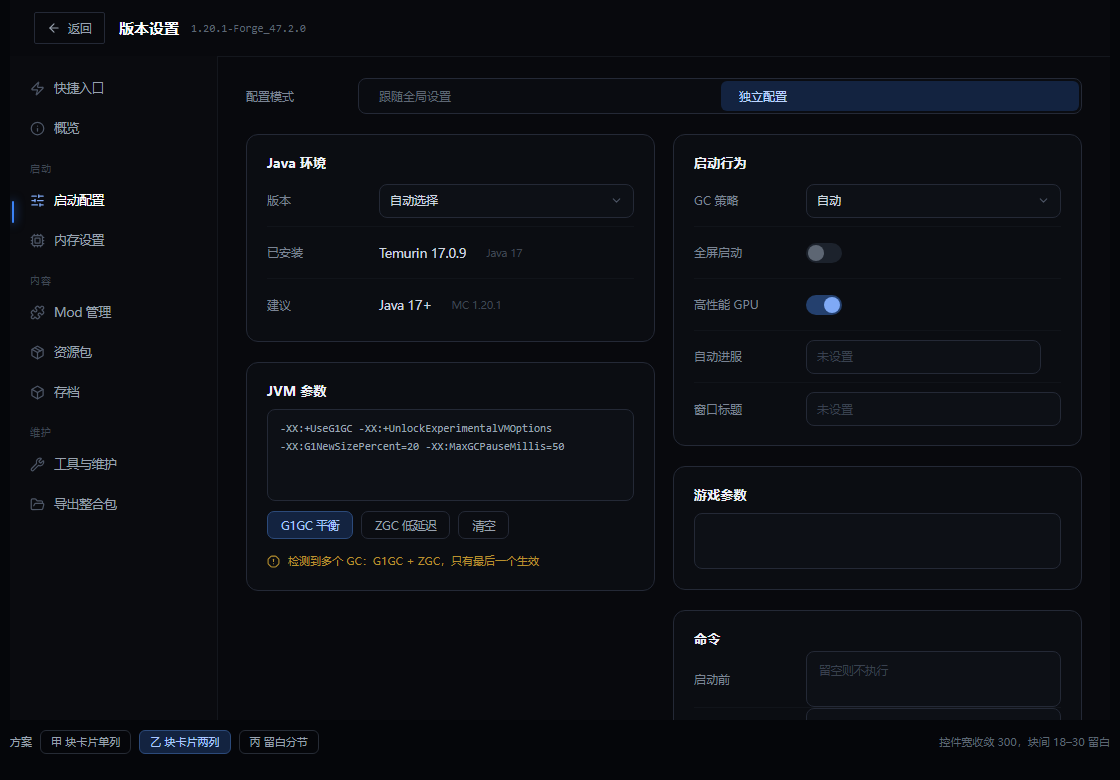 返回
版本设置
1.20.1-Forge_47.2.0
快捷入口
概览
启动
启动配置
内存设置
内容
Mod 管理
资源包
存档
维护
工具与维护
导出整合包
配置模式
跟随全局设置
独立配置
Java 环境
版本
自动选择
已安装
Temurin 17.0.9
Java 17
建议
Java 17+
MC 1.20.1
JVM 参数
-XX:+UseG1GC -XX:+UnlockExperimentalVMOptions
-XX:G1NewSizePercent=20 -XX:MaxGCPauseMillis=50
G1GC 平衡
ZGC 低延迟
清空
检测到多个 GC：G1GC + ZGC，只有最后一个生效
启动行为
GC 策略
自动
全屏启动
高性能 GPU
自动进服
未设置
窗口标题
未设置
游戏参数
命令
启动前
留空则不执行
方案
甲 块卡片单列
乙 块卡片两列
丙 留白分节
控件宽收敛 300，块间 18–30 留白